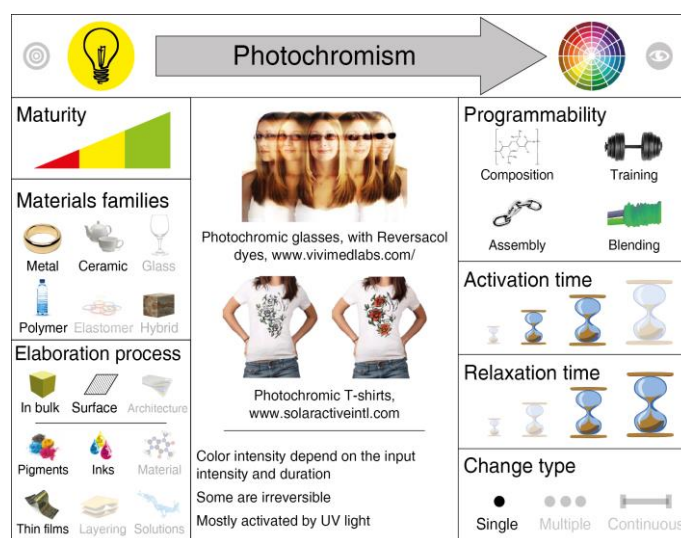 Photochromism
Maturity
Materials families
Metal Ceramic Glass
Polymer Elastomer Hybrid
Elaboration process
In bulk Surface Architecture
Pigments Inks Material
Thin films Layering Solutions
Photochromic glasses, with Reversacol
dyes, www.vivimedlabs.com/
Photochromic T-shirts,
www.solaractiveintl.com
Color intensity depend on the input
intensity and duration
Some are irreversible
Mostly activated by UV light
Programmability
Composition Training
Assembly Blending
Activation time
Relaxation time
Change type
Single Multiple Continuous